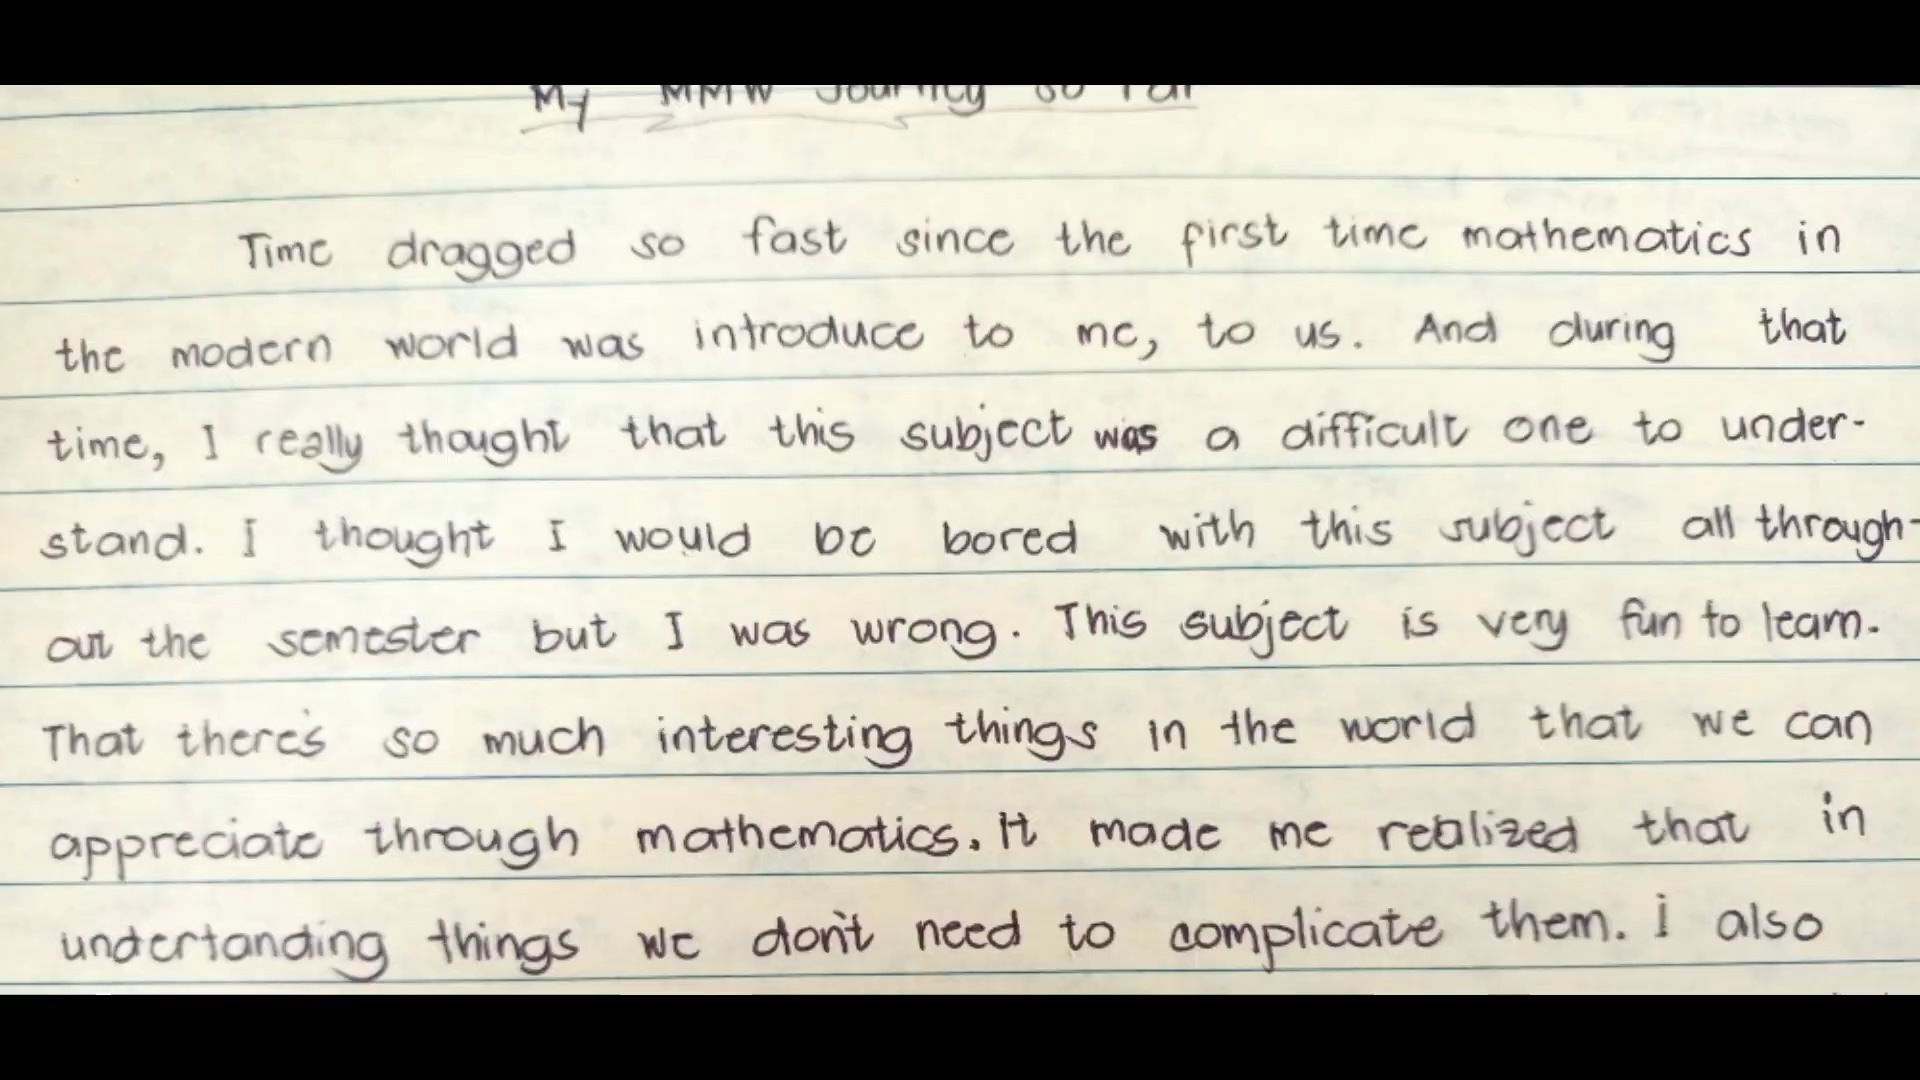 My MMW Journey so Far
Time dragged so fast since the first time mathematics in
the modern world was introduce to me, to us. And during that
time, I really thought that this subject was a difficult one to under-
stand. I thought I would be bored with this subject all through-
out the semester but I was wrong. This subject is very fun to learn.
That there's so much interesting things in the world that we can
appreciate through mathematics. It made me realized that in
undertanding things we don't need to complicate them. I also